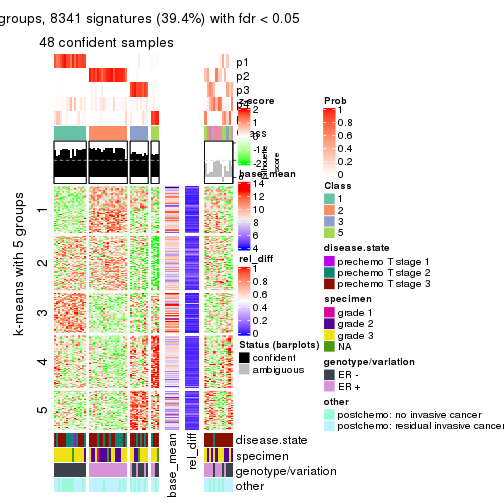 groups, 8341 signatures (39.4%) with fdr < 0.05
48 confident samples
p1
p2
p3
p4
z-score
2
1
0
-1
-2
silhouette
score
base_mean
14
12
10
8
6
4
rel_diff
1
0.8
0.6
0.4
0.2
0
Status (barplots)
confident
ambiguous
Prob
1
0.8
0.6
0.4
0.2
0
Class
1
2
3
5
disease.state
prechemo T stage 1
prechemo T stage 2
prechemo T stage 3
specimen
grade 1
grade 2
grade 3
NA
genotype/variation
ER -
ER +
other
postchemo: no invasive cancer
postchemo: residual invasive cancer
k-means with 5 groups
1
2
3
4
5
base_mean
rel_diff
disease.state
specimen
genotype/variation
other